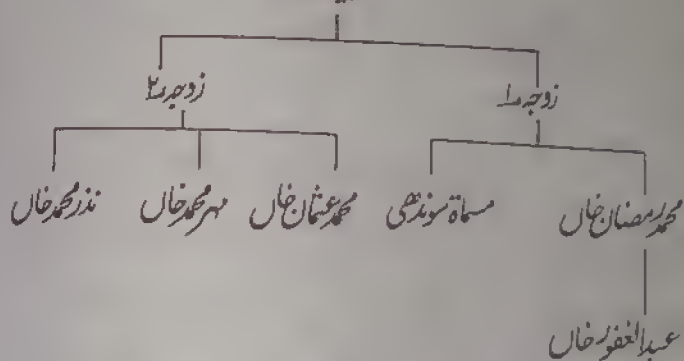 زوجہ ۱ زوجہ ۲
محمد رمضان خاں مسماۃ سوندھی محمد عثمان خاں مہر محمد خاں نذر محمد خاں
عبدالغفور خاں